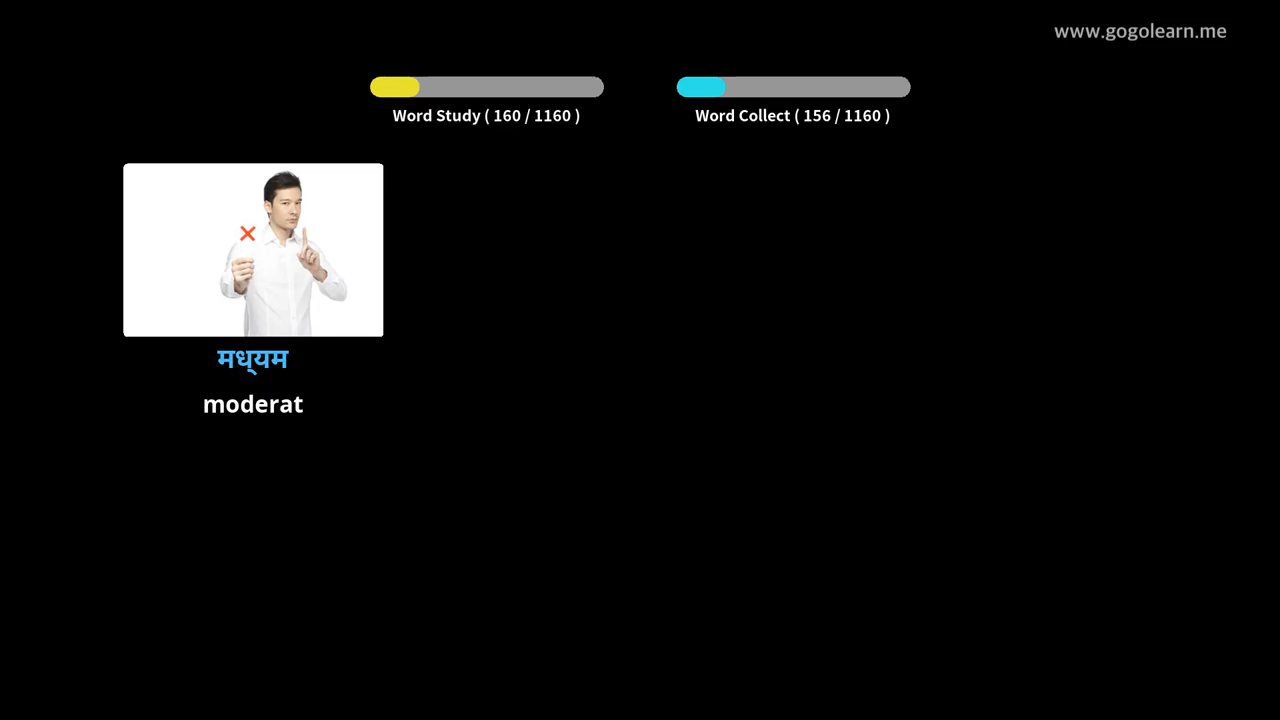 www.gogolearn.me
Word Study ( 160 / 1160 )
Word Collect ( 156 / 1160 )
मध्यम
moderat